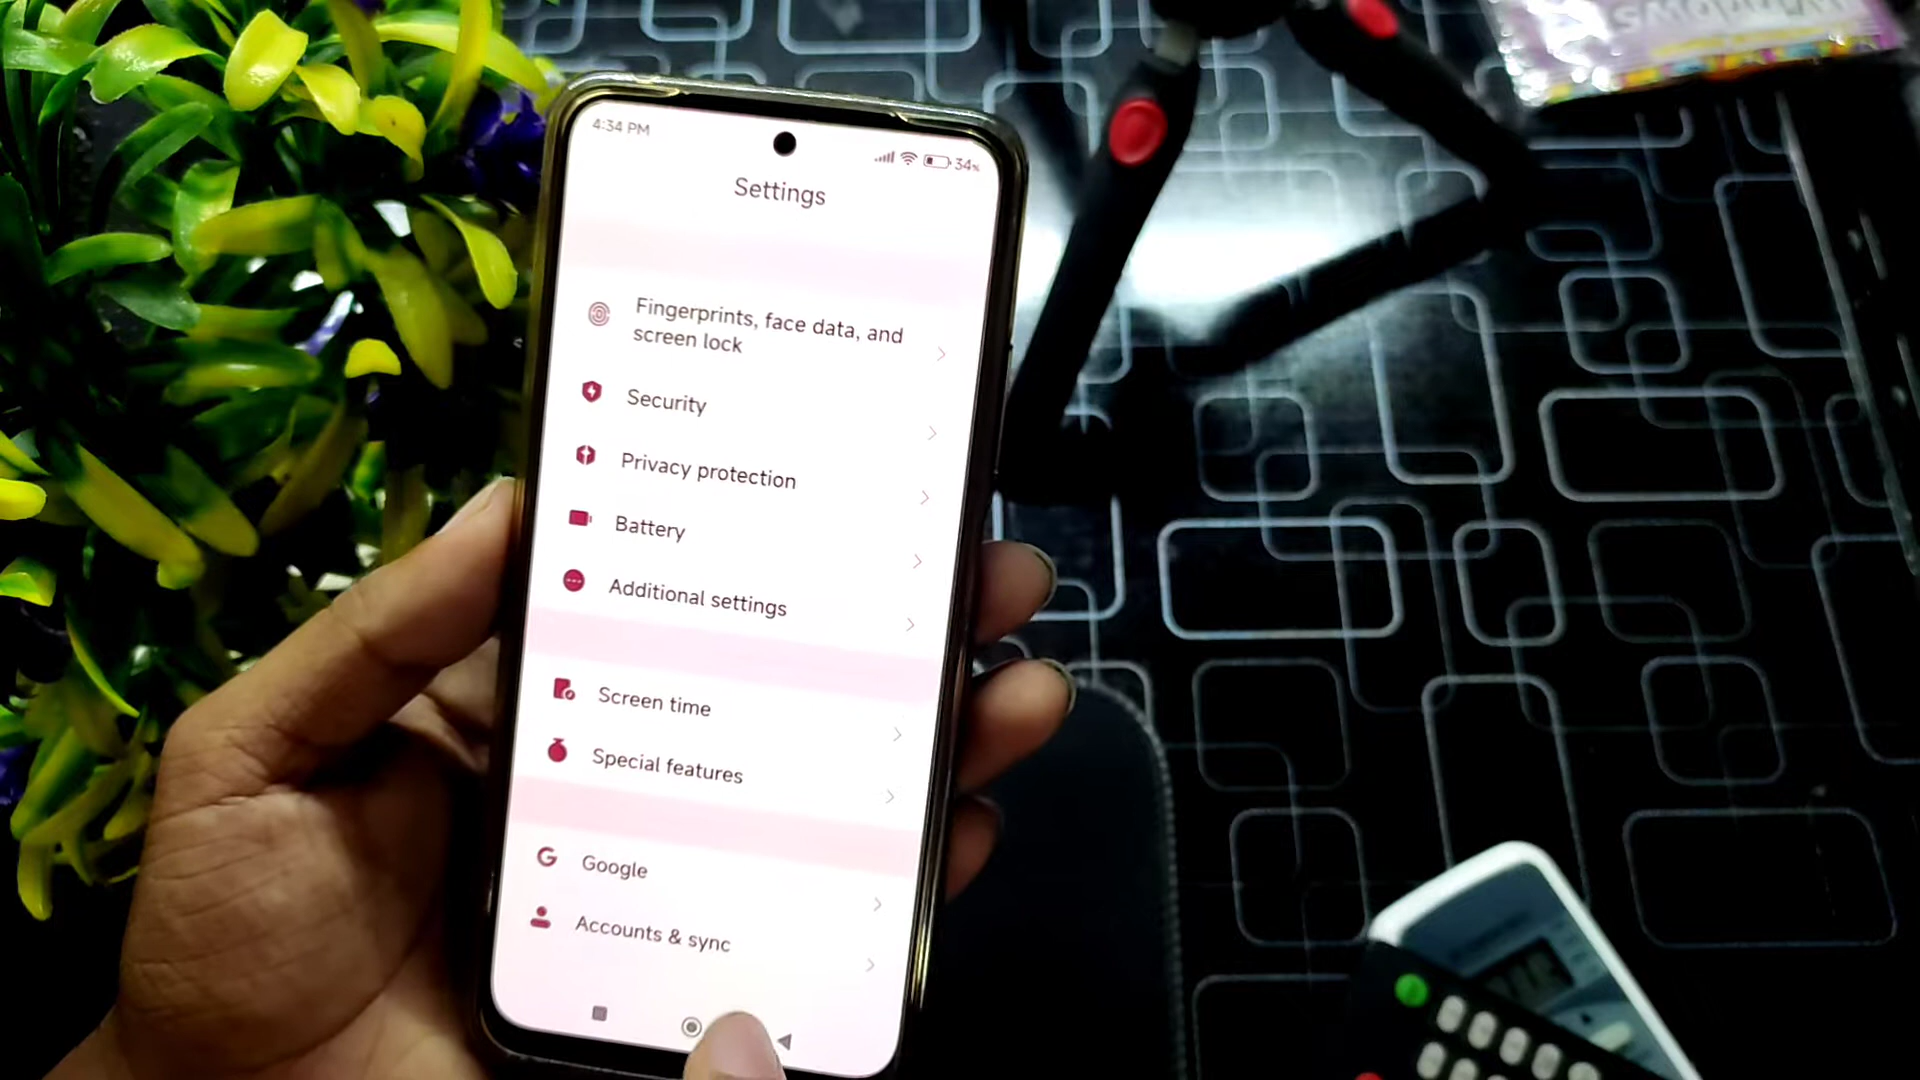 Windows
4:34 PM
34%
Settings
Fingerprints, face data, and
screen lock
Security
Privacy protection
Battery
Additional settings
Screen time
Special features
Google
Accounts & sync